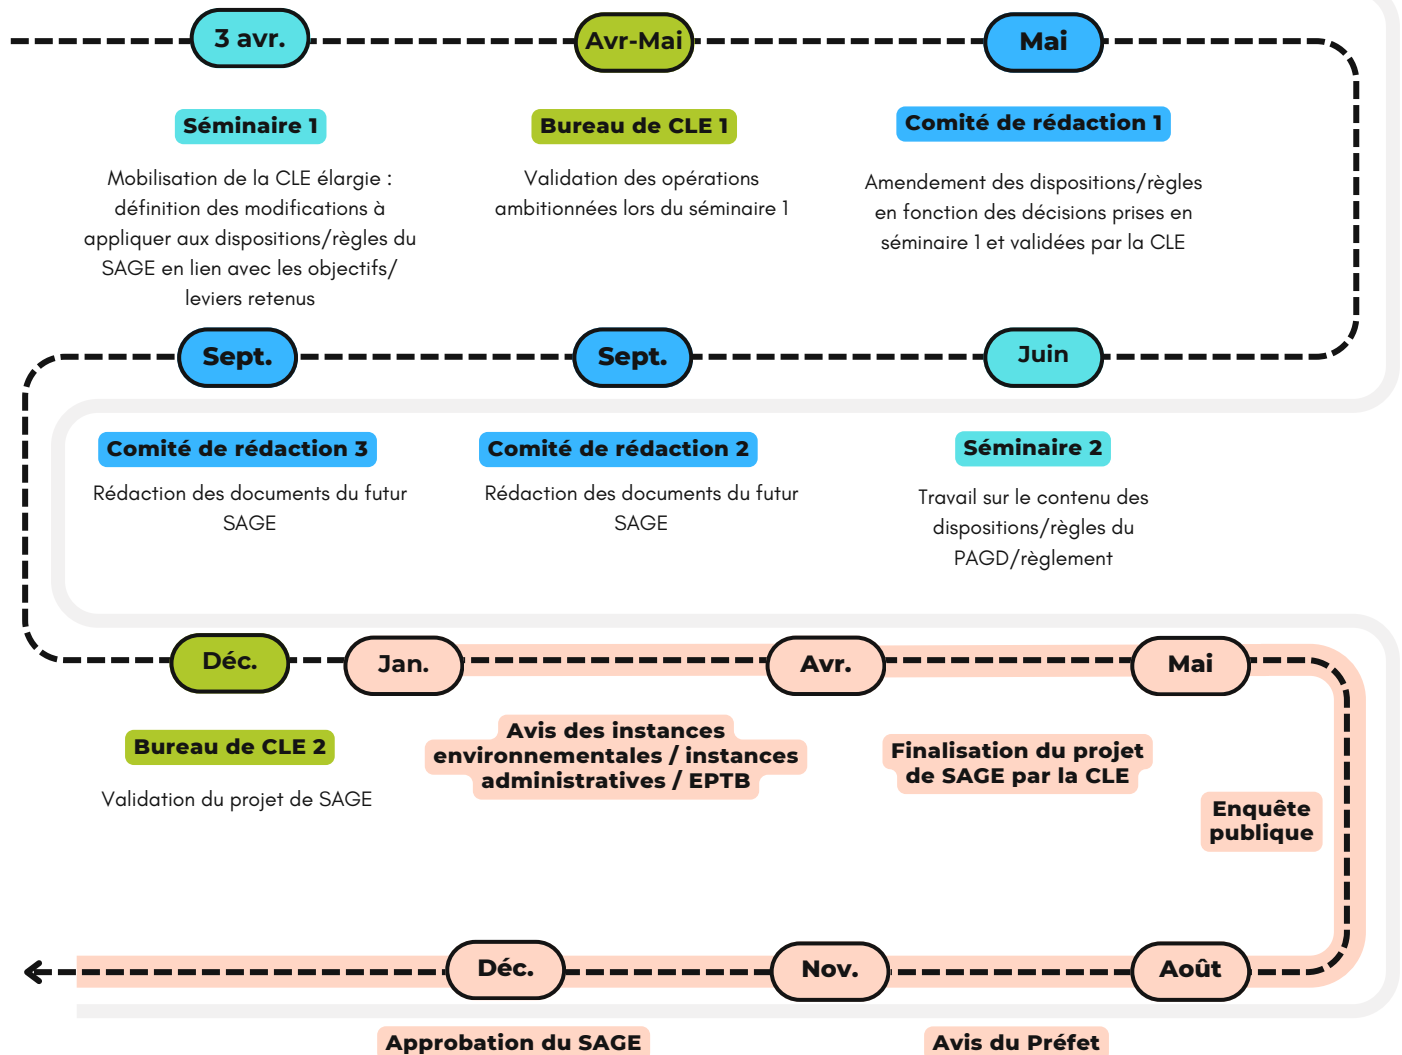 3 avr.
Avr-Mai
Mai
Séminaire 1
Mobilisation de la CLE élargie :
définition des modifications à
appliquer aux dispositions/règles du
SAGE en lien avec les objectifs/
leviers retenus
Bureau de CLE 1
Validation des opérations
ambitionnées lors du séminaire 1
Comité de rédaction 1
Amendement des dispositions/règles
en fonction des décisions prises en
séminaire 1 et validées par la CLE
Sept.
Sept.
Juin
Comité de rédaction 3
Rédaction des documents du futur
SAGE
Comité de rédaction 2
Rédaction des documents du futur
SAGE
Séminaire 2
Travail sur le contenu des
dispositions/règles du
PAGD/règlement
Déc.
Jan.
Avr.
Mai
Bureau de CLE 2
Validation du projet de SAGE
Avis des instances
environnementales / instances
administratives / EPTB
Finalisation du projet
de SAGE par la CLE
Enquête
publique
Déc.
Nov.
Août
Approbation du SAGE
Avis du Préfet